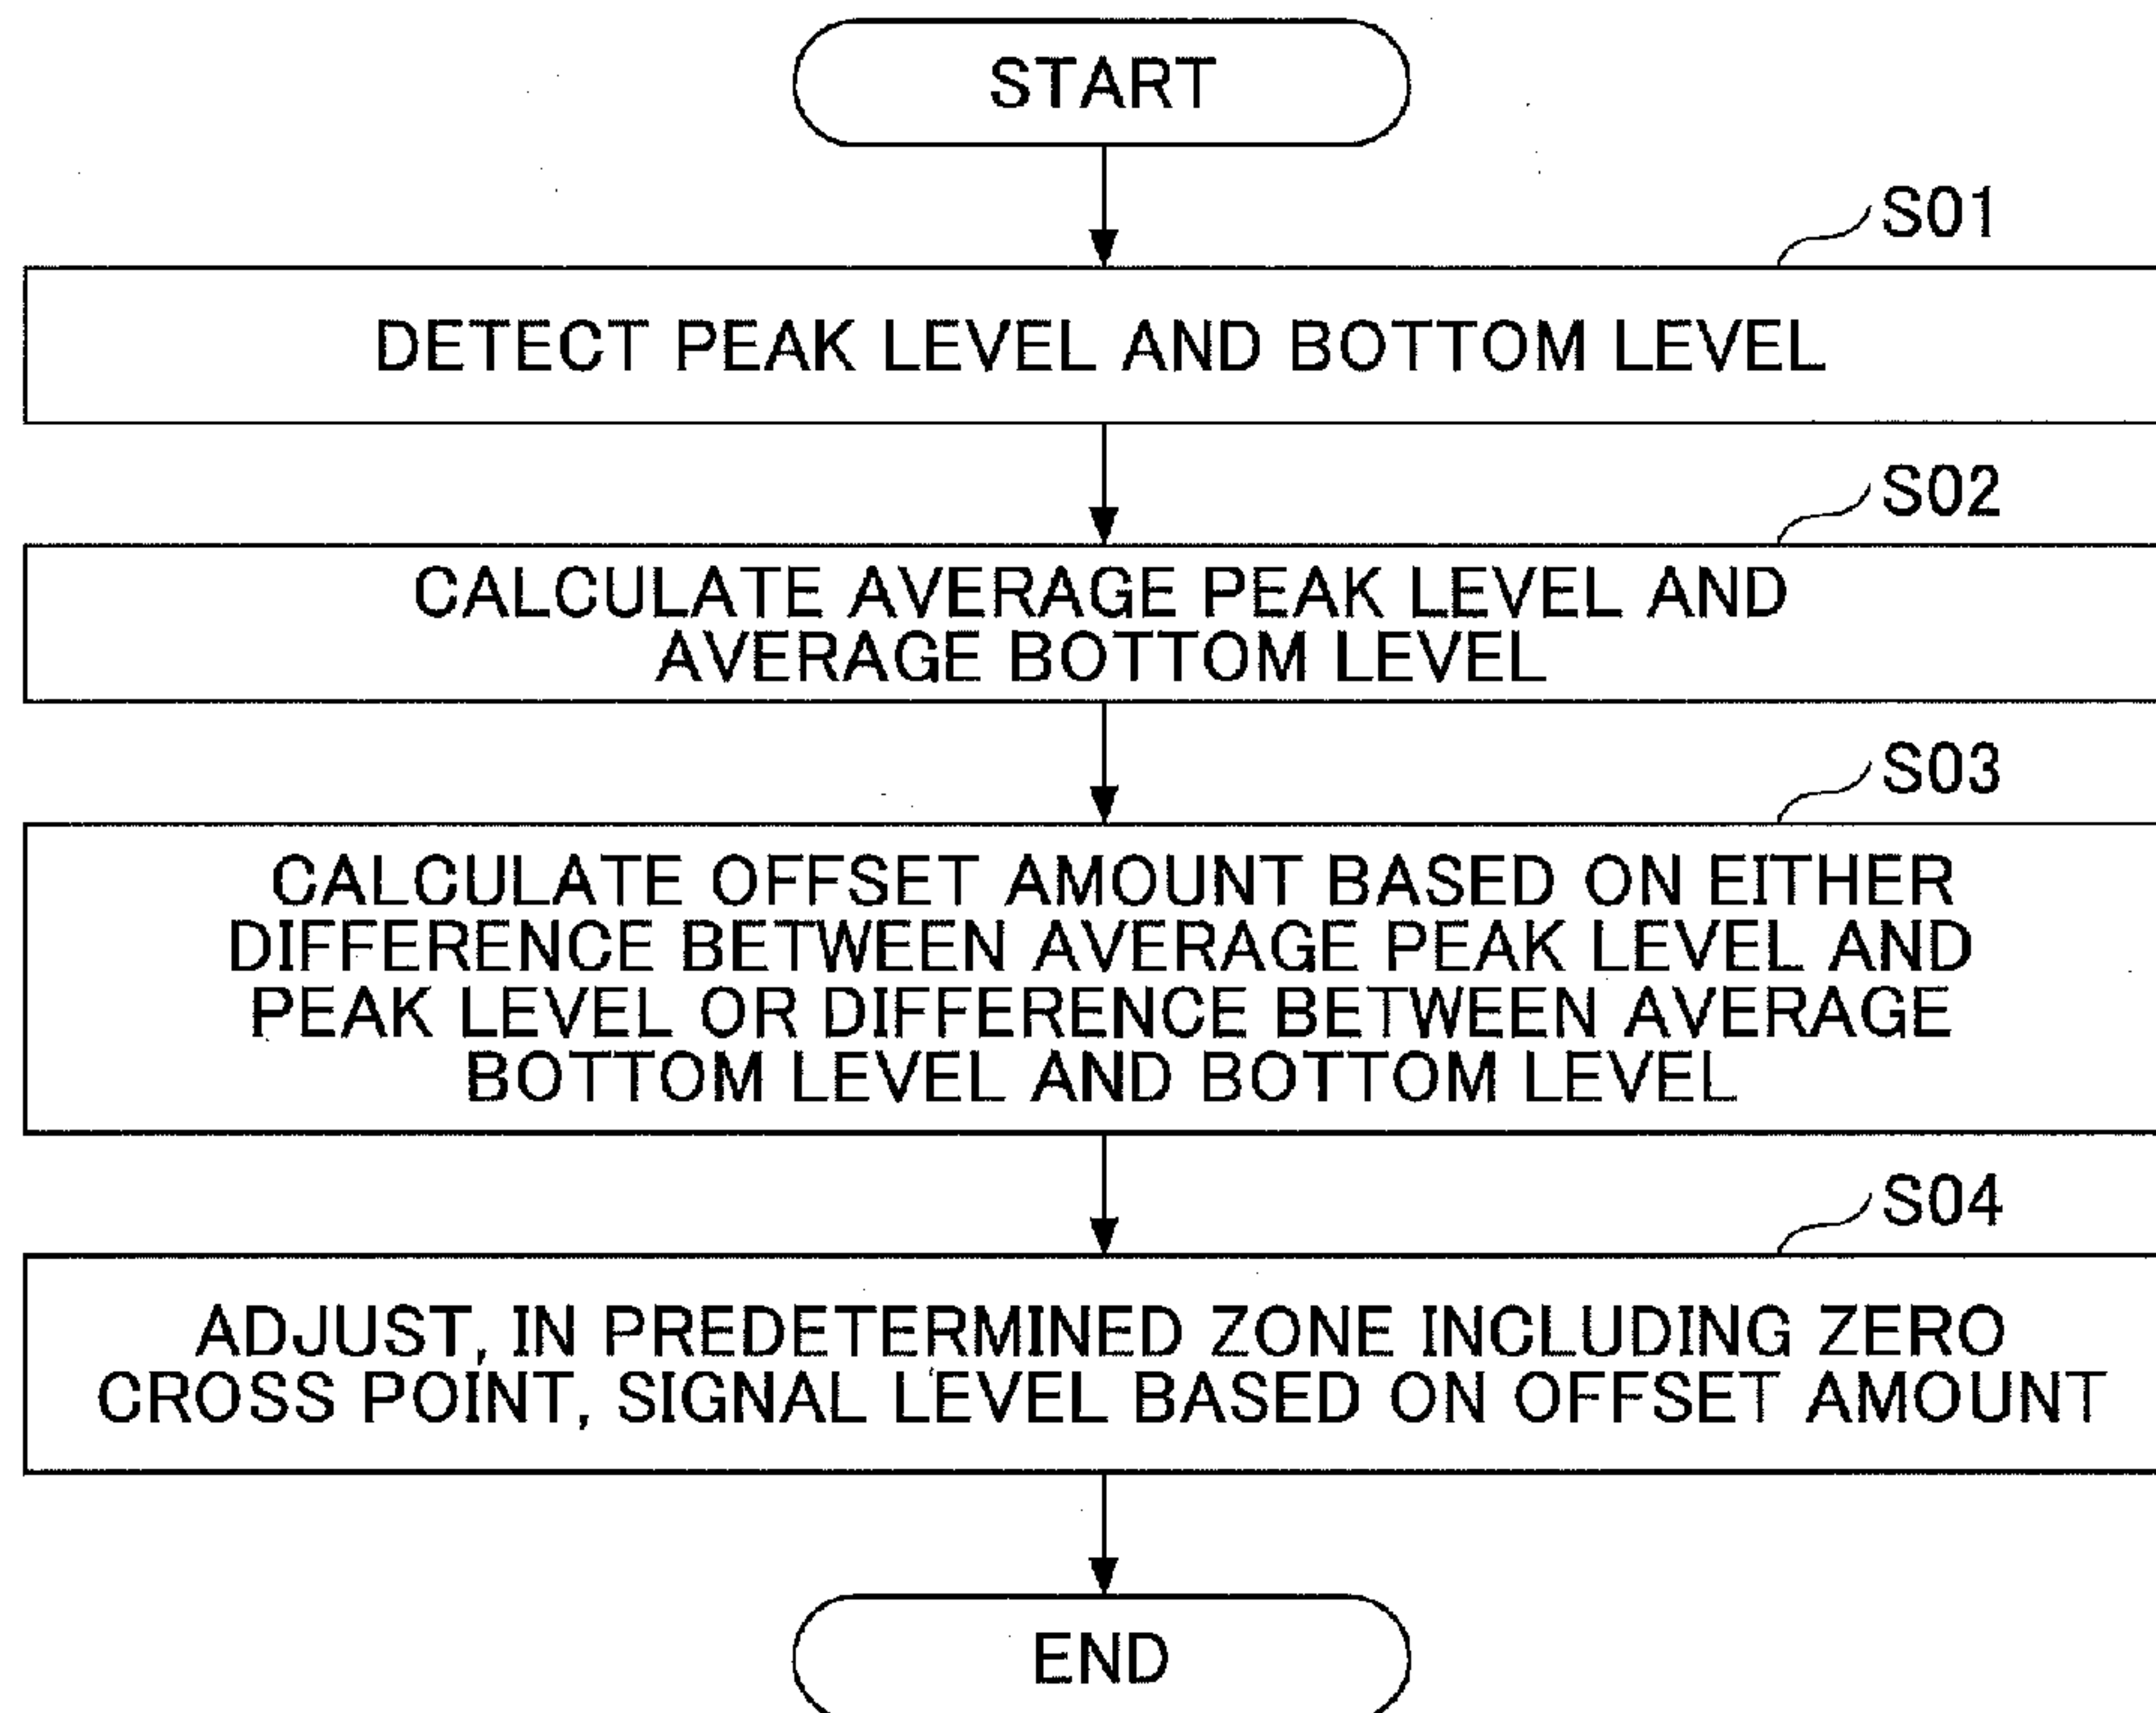 START
S01
DETECT PEAK LEVEL AND BOTTOM LEVEL
S02
CALCULATE AVERAGE PEAK LEVEL AND
AVERAGE BOTTOM LEVEL
S03
CALCULATE OFFSET AMOUNT BASED ON EITHER
DIFFERENCE BETWEEN AVERAGE PEAK LEVEL AND
PEAK LEVEL OR DIFFERENCE BETWEEN AVERAGE
BOTTOM LEVEL AND BOTTOM LEVEL
S04
ADJUST, IN PREDETERMINED ZONE INCLUDING ZERO
CROSS POINT, SIGNAL LEVEL BASED ON OFFSET AMOUNT
END